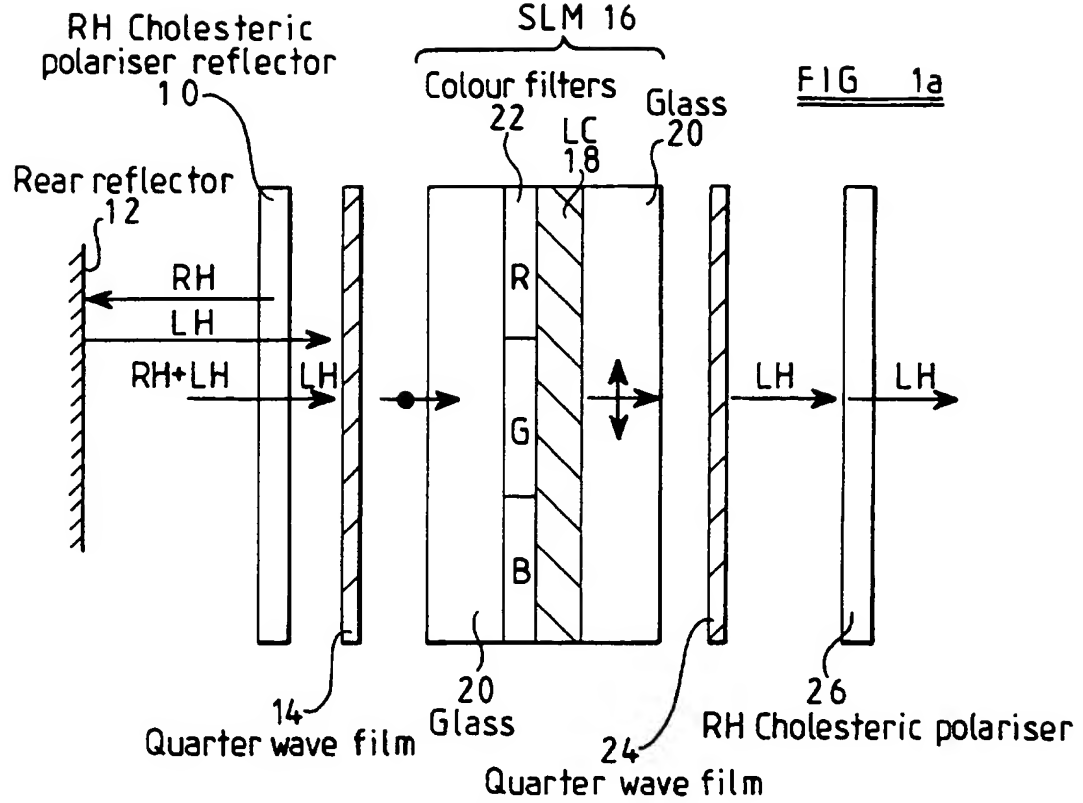 SLM 16
FIG 1a
RH Cholesteric
polariser reflector
10
Colour filters
22
LC
18
Glass
20
Rear reflector
12
RH
LH
RH+LH
LH
R
G
B
LH
LH
14
Quarter wave film
20
Glass
24
Quarter wave film
26
RH Cholesteric polariser